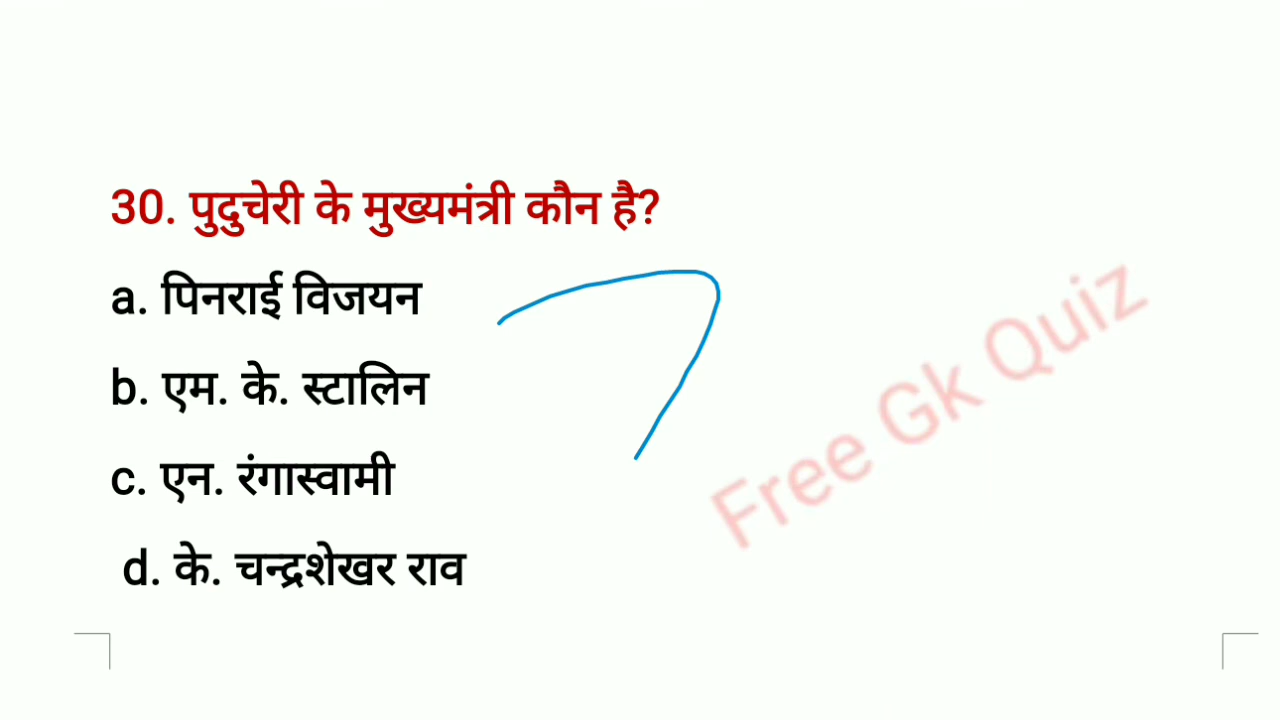 30. पुदुचेरी के मुख्यमंत्री कौन है?
a. पिनराई विजयन
b. एम. के. स्टालिन
c. एन. रंगास्वामी
d. के. चन्द्रशेखर राव
Free Gk Quiz